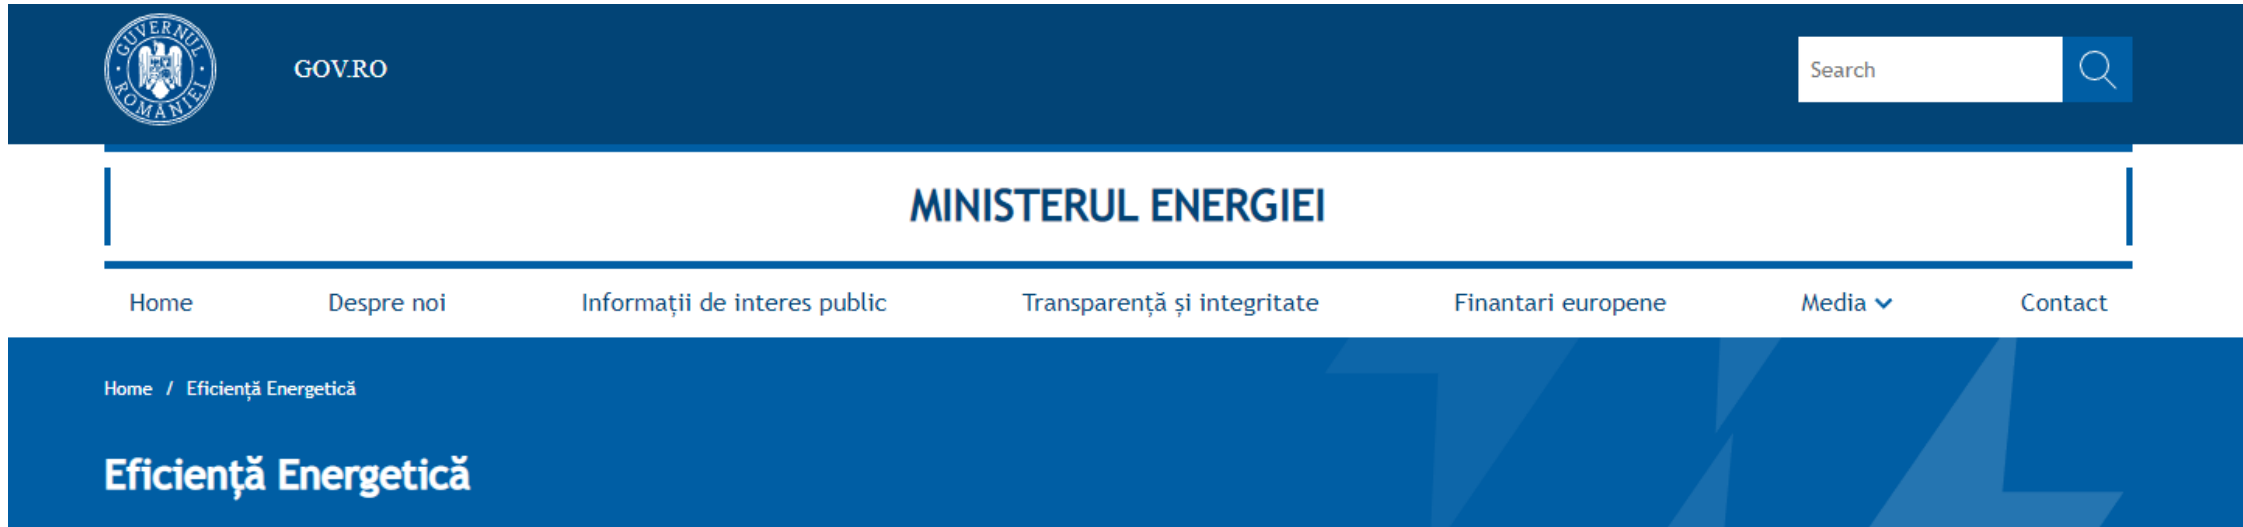 GUVERNUL ROMÂNIEI
GOV.RO
Search
MINISTERUL ENERGIEI
Home Despre noi Informații de interes public Transparență și integritate Finantari europene Media Contact
Home / Eficiență Energetică
Eficiență Energetică